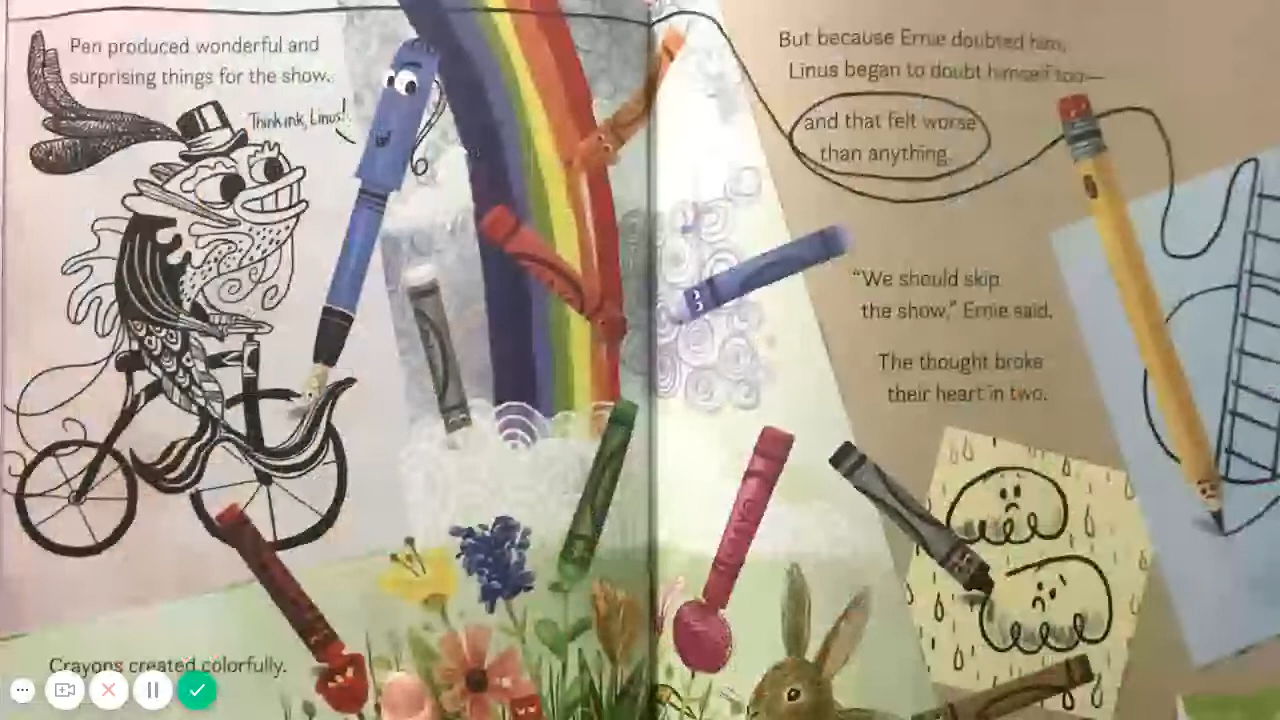 Pen produced wonderful and
surprising things for the show.
Think ink, Linus!
Crayons created colorfully.
But because Ernie doubted him,
Linus began to doubt himself too—
and that felt worse
than anything.
"We should skip
the show," Ernie said.
The thought broke
their heart in two.